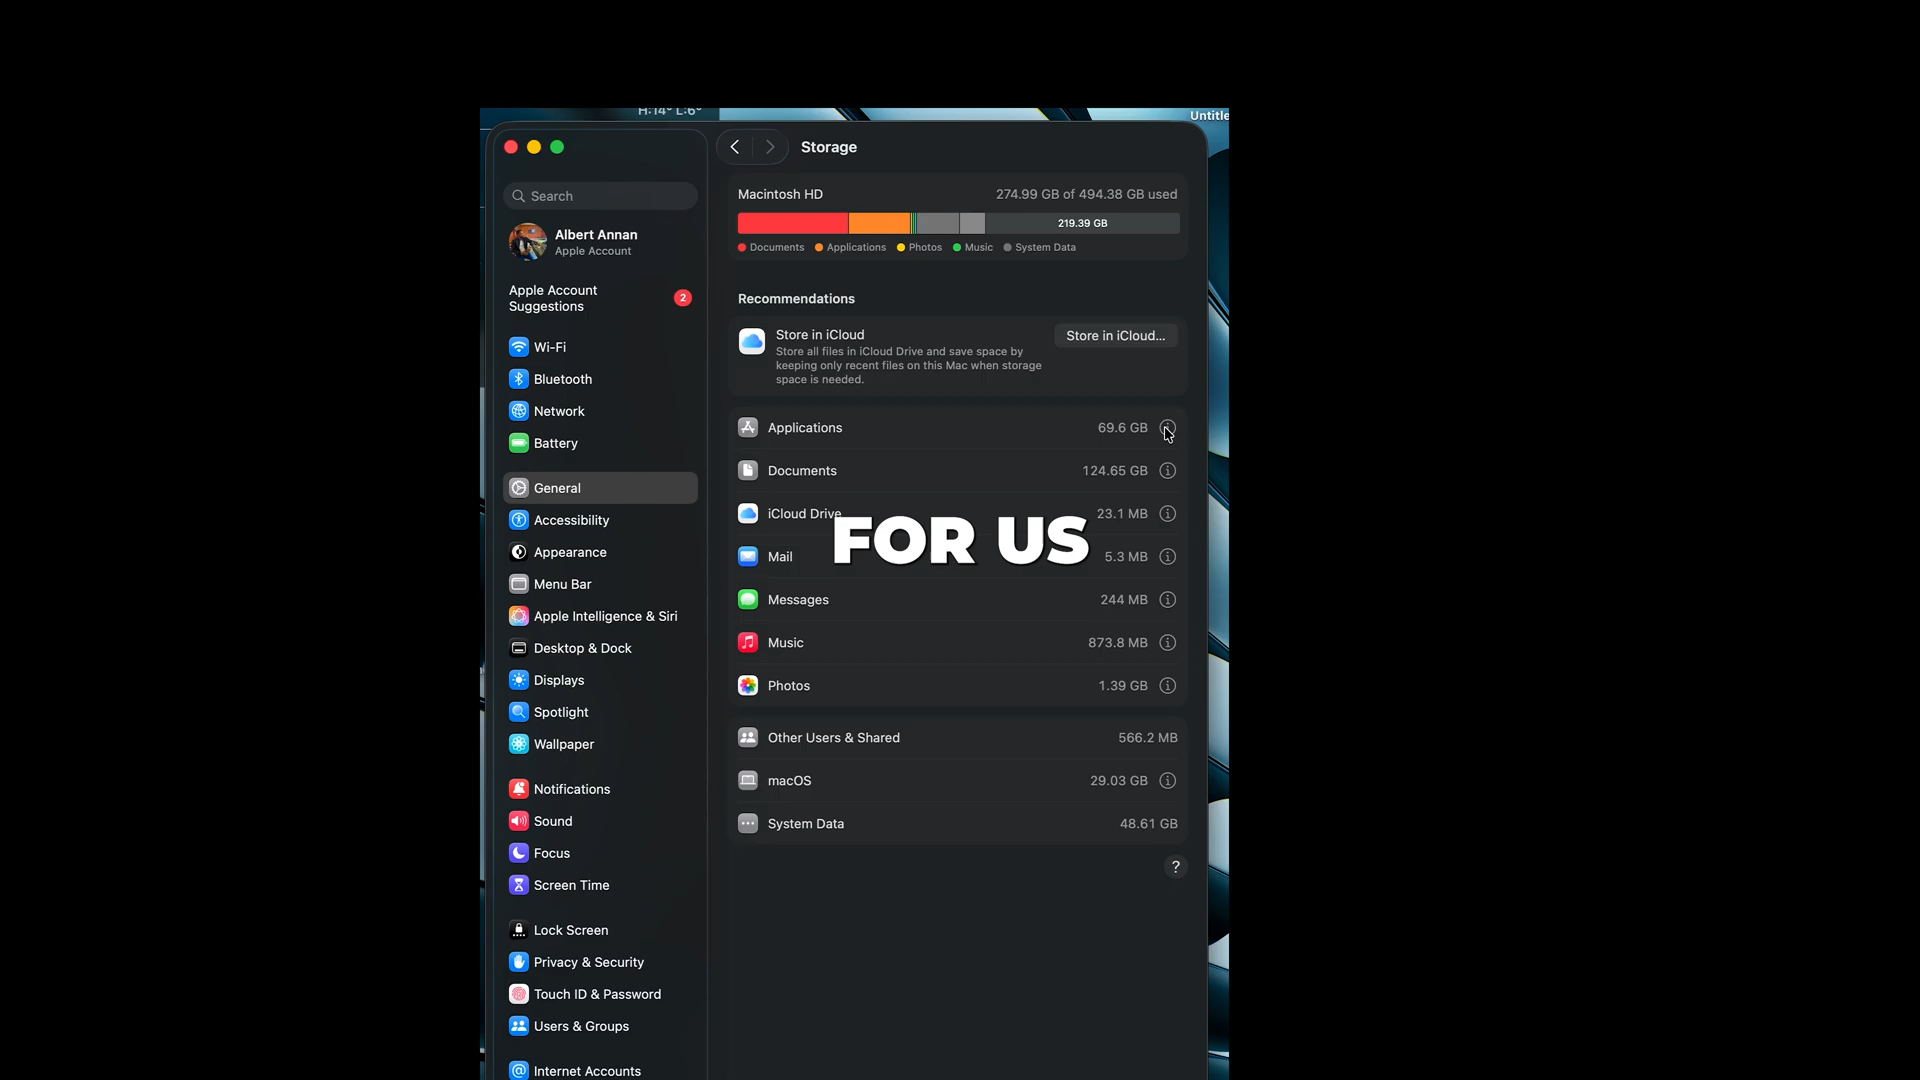 H:14° L:6°
Untitle
Storage
Search
Albert Annan
Apple Account
Apple Account
Suggestions
2
Wi-Fi
Bluetooth
Network
Battery
General
Accessibility
Appearance
Menu Bar
Apple Intelligence & Siri
Desktop & Dock
Displays
Spotlight
Wallpaper
Notifications
Sound
Focus
Screen Time
Lock Screen
Privacy & Security
Touch ID & Password
Users & Groups
Internet Accounts
Macintosh HD 274.99 GB of 494.38 GB used
219.39 GB
Documents Applications Photos Music System Data
Recommendations
Store in iCloud
Store in iCloud...
Store all files in iCloud Drive and save space by
keeping only recent files on this Mac when storage
space is needed.
Applications 69.6 GB
Documents 124.65 GB
iCloud Drive 23.1 MB
FOR US
Mail 5.3 MB
Messages 244 MB
Music 873.8 MB
Photos 1.39 GB
Other Users & Shared 566.2 MB
macOS 29.03 GB
System Data 48.61 GB
?